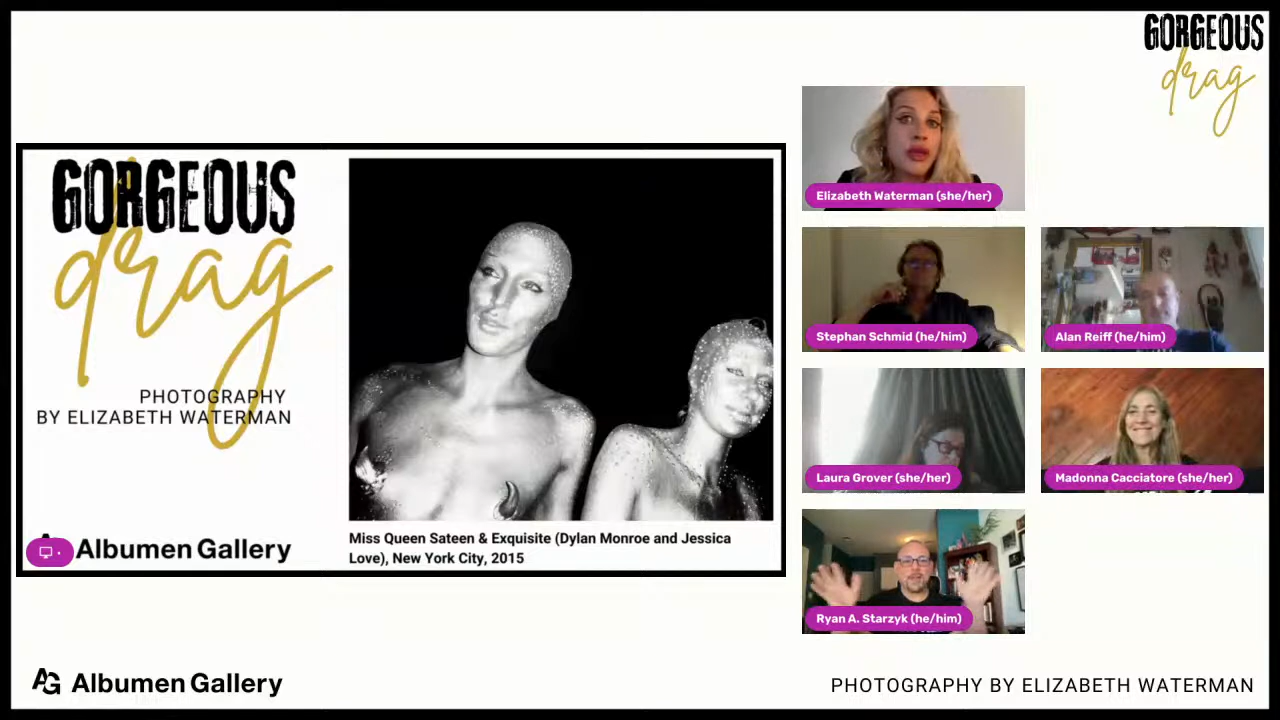 GORGEOUS
drag
GORGEOUS
drag
PHOTOGRAPHY
BY ELIZABETH WATERMAN
Albumen Gallery
Miss Queen Sateen & Exquisite (Dylan Monroe and Jessica
Love), New York City, 2015
Elizabeth Waterman (she/her)
Stephan Schmid (he/him)
Alan Reiff (he/him)
Laura Grover (she/her)
Madonna Cacciatore (she/her)
Ryan A. Starzyk (he/him)
AG Albumen Gallery
PHOTOGRAPHY BY ELIZABETH WATERMAN